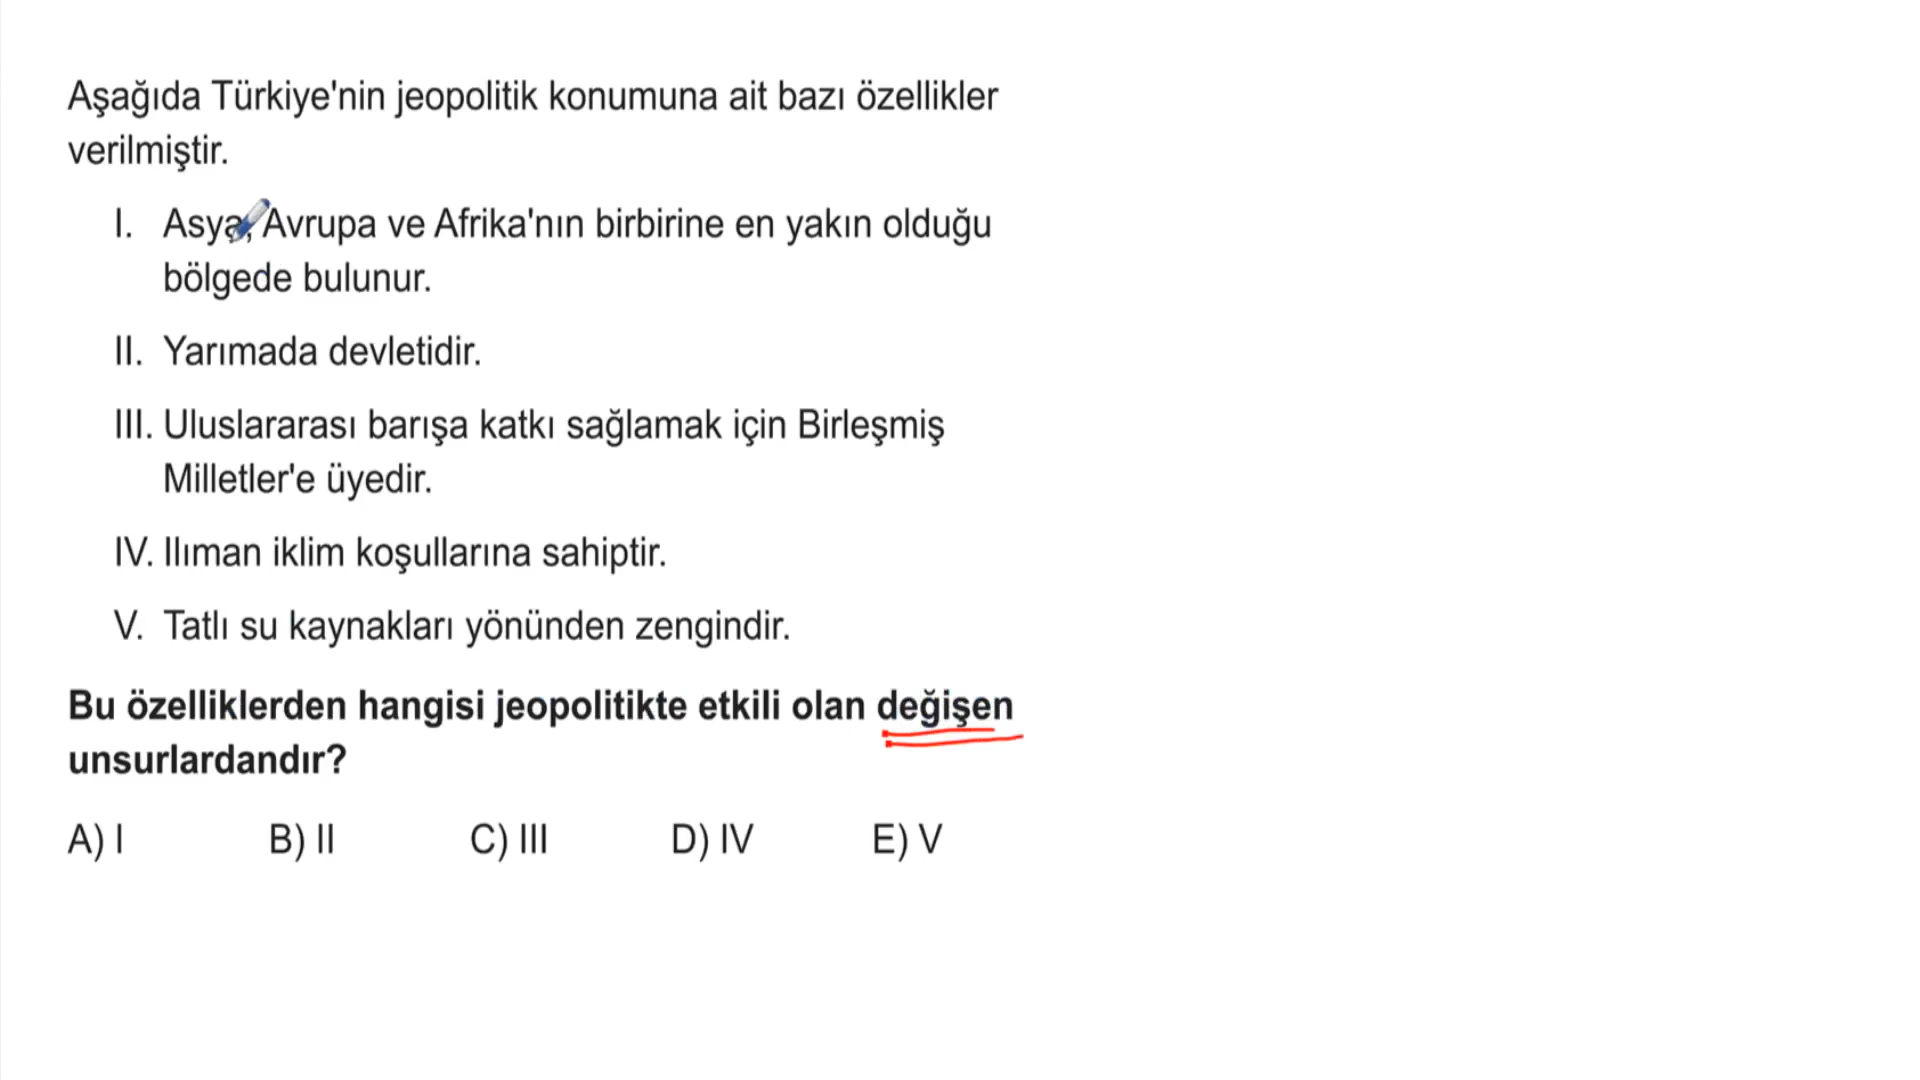 Aşağıda Türkiye'nin jeopolitik konumuna ait bazı özellikler
verilmiştir.
I. Asya, Avrupa ve Afrika'nın birbirine en yakın olduğu
bölgede bulunur.
II. Yarımada devletidir.
III. Uluslararası barışa katkı sağlamak için Birleşmiş
Milletler'e üyedir.
IV. Ilıman iklim koşullarına sahiptir.
V. Tatlı su kaynakları yönünden zengindir.
Bu özelliklerden hangisi jeopolitikte etkili olan değişen
unsurlardandır?
A) I B) II C) III D) IV E) V